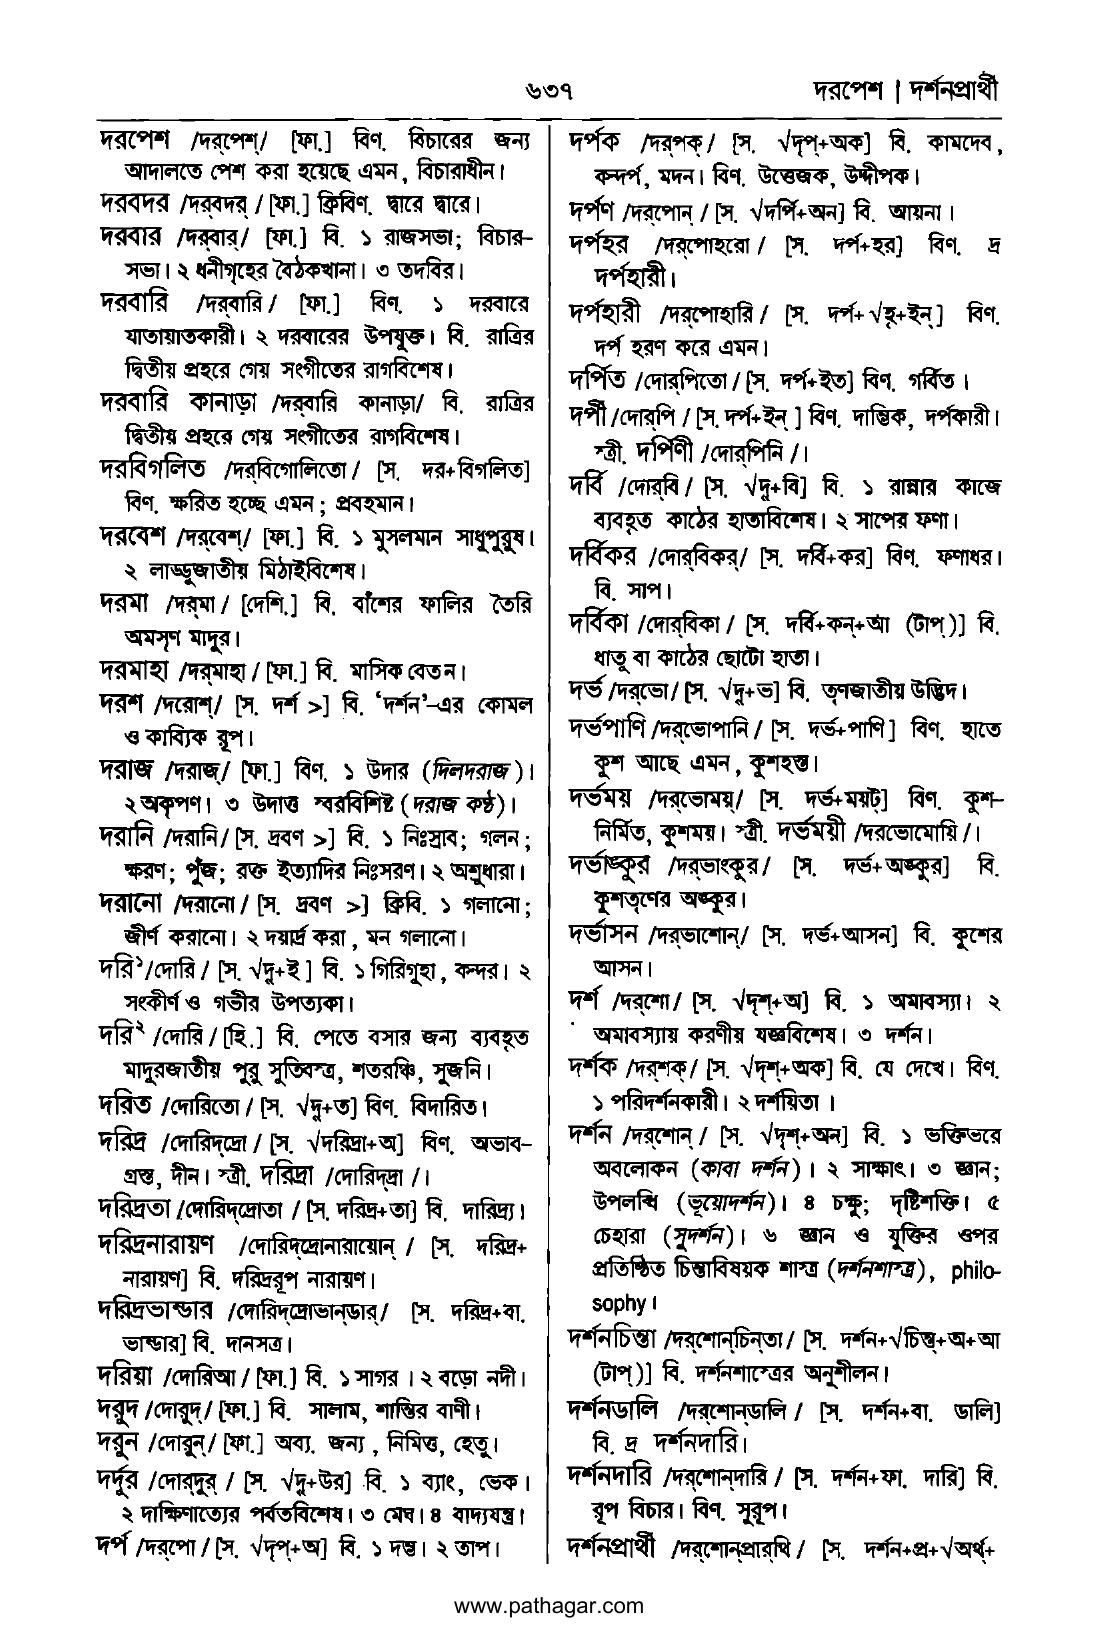 ৬৩৭
দরপেশ | দর্শনপ্রার্থী
দরপেশ /দর্‌পেশ্/ [ফা.] বিণ. বিচারের জন্য
আদালতে পেশ করা হয়েছে এমন, বিচারাধীন।
দরবদর /দর্‌বদর্ / [ফা.] ক্রিবিণ. দ্বারে দ্বারে।
দরবার /দর্‌বার্/ [ফা.] বি. ১ রাজসভা; বিচার-
সভা। ২ ধনীগৃহের বৈঠকখানা। ৩ তদবির।
দরবারি /দর্‌বারি / [ফা.] বিণ. ১ দরবারে
যাতায়াতকারী। ২ দরবারের উপযুক্ত। বি. রাত্রির
দ্বিতীয় প্রহরে গেয় সংগীতের রাগবিশেষ।
দরবারি কানাড়া /দর্‌বারি কানাড়া/ বি. রাত্রির
দ্বিতীয় প্রহরে গেয় সংগীতের রাগবিশেষ।
দরবিগলিত /দর্‌বিগোলিতো / [স. দর+বিগলিত]
বিণ. ক্ষরিত হচ্ছে এমন ; প্রবহমান।
দরবেশ /দর্‌বেশ্/ [ফা.] বি. ১ মুসলমান সাধুপুরুষ।
২ লাড্ডুজাতীয় মিঠাইবিশেষ।
দরমা /দর্‌মা / [দেশি.] বি. বাঁশের ফালির তৈরি
অমসৃণ মাদুর।
দরমাহা /দর্‌মাহা / [ফা.] বি. মাসিক বেতন।
দরশ /দরোশ্/ [স. দর্শ >] বি. ‘দর্শন’-এর কোমল
ও কাব্যিক রূপ।
দরাজ /দরাজ্/ [ফা.] বিণ. ১ উদার (দিলদরাজ )।
২ অকৃপণ। ৩ উদাত্ত স্বরবিশিষ্ট (দরাজ কণ্ঠ)।
দরানি /দরানি/ [স. দ্রবণ >] বি. ১ নিঃস্রাব; গলন ;
ক্ষরণ; পুঁজ; রক্ত ইত্যাদির নিঃসরণ। ২ অশ্রুধারা।
দরানো /দরানো / [স. দ্রবণ >] ক্রিবি. ১ গলানো;
জীর্ণ করানো। ২ দয়ার্দ্র করা , মন গলানো।
দরি১/দোরি / [স. √দৄ+ই ] বি. ১ গিরিগুহা, কন্দর। ২
সংকীর্ণ ও গভীর উপত্যকা।
দরি২ /দোরি / [হি.] বি. পেতে বসার জন্য ব্যবহৃত
মাদুরজাতীয় পুরু সুতিবস্ত্র, শতরঞ্চি, সুজনি।
দরিত /দোরিতো / [স. √দৄ+ত] বিণ. বিদারিত।
দরিদ্র /দোরিদ্‌দ্রো / [স. √দরিদ্রা+অ] বিণ. অভাব-
গ্রস্ত, দীন। স্ত্রী. দরিদ্রা /দোরিদ্‌দ্রা /।
দরিদ্রতা /দোরিদ্‌দ্রোতা / [স. দরিদ্র+তা] বি. দারিদ্র্য।
দরিদ্রনারায়ণ /দোরিদ্‌দ্রোনারায়োন্ / [স. দরিদ্র+
নারায়ণ] বি. দরিদ্ররূপ নারায়ণ।
দরিদ্রভান্ডার /দোরিদ্‌দ্রোভান্‌ডার্/ [স. দরিদ্র+বা.
ভান্ডার] বি. দানসত্র।
দরিয়া /দোরিআ / [ফা.] বি. ১ সাগর । ২ বড়ো নদী।
দরুদ /দোরুদ্/ [ফা.] বি. সালাম, শান্তির বাণী।
দরুন /দোরুন্/ [ফা.] অব্য. জন্য , নিমিত্ত, হেতু।
দর্দুর /দোর্‌দুর্ / [স. √দৄ+উর] বি. ১ ব্যাং, ভেক।
২ দাক্ষিণাত্যের পর্বতবিশেষ। ৩ মেঘ। ৪ বাদ্যযন্ত্র।
দর্প /দর্‌পো / [স. √দৃপ্+অ] বি. ১ দম্ভ। ২ তাপ।
দর্পক /দর্‌পক্ / [স. √দৃপ্+অক] বি. কামদেব,
কন্দর্প, মদন। বিণ. উত্তেজক, উদ্দীপক।
দর্পণ /দর্‌পোন্ / [স. √দর্পি+অন] বি. আয়না।
দর্পহর /দর্‌পোহরো / [স. দর্প+হর] বিণ. দ্র
দর্পহারী।
দর্পহারী /দর্‌পোহারি / [স. দর্প+√হৃ+ইন্] বিণ.
দর্প হরণ করে এমন।
দর্পিত /দোর্‌পিতো / [স. দর্প+ইত] বিণ. গর্বিত।
দর্পী /দোর্‌পি / [স. দর্প+ইন্ ] বিণ. দাম্ভিক, দর্পকারী।
স্ত্রী. দর্পিণী /দোর্‌পিনি /।
দর্বি /দোর্‌বি / [স. √দৄ+বি] বি. ১ রান্নার কাজে
ব্যবহৃত কাঠের হাতাবিশেষ। ২ সাপের ফণা।
দর্বিকর /দোর্‌বিকর্/ [স. দর্বি+কর] বিণ. ফণাধর।
বি. সাপ।
দর্বিকা /দোর্‌বিকা / [স. দর্বি+কন্+আ (টাপ্)] বি.
ধাতু বা কাঠের ছোটো হাতা।
দর্ভ /দর্‌ভো / [স. √দৄ+ভ] বি. তৃণজাতীয় উদ্ভিদ।
দর্ভপাণি /দর্‌ভোপানি / [স. দর্ভ+পাণি] বিণ. হাতে
কুশ আছে এমন, কুশহস্ত।
দর্ভময় /দর্‌ভোময়্/ [স. দর্ভ+ময়ট্] বিণ. কুশ-
নির্মিত, কুশময়। স্ত্রী. দর্ভময়ী /দরভোমোয়ি /।
দর্ভাঙ্কুর /দর্‌ভাংকুর / [স. দর্ভ+অঙ্কুর] বি.
কুশতৃণের অঙ্কুর।
দর্ভাসন /দর্‌ভাশোন্/ [স. দর্ভ+আসন] বি. কুশের
আসন।
দর্শ /দর্‌শো / [স. √দৃশ্+অ] বি. ১ অমাবস্যা। ২
অমাবস্যায় করণীয় যজ্ঞবিশেষ। ৩ দর্শন।
দর্শক /দর্‌শক্/ [স. √দৃশ্+অক] বি. যে দেখে। বিণ.
১ পরিদর্শনকারী। ২ দর্শয়িতা ।
দর্শন /দর্‌শোন্ / [স. √দৃশ্+অন] বি. ১ ভক্তিভরে
অবলোকন (কাবা দর্শন)। ২ সাক্ষাৎ। ৩ জ্ঞান;
উপলব্ধি (ভূয়োদর্শন)। ৪ চক্ষু; দৃষ্টিশক্তি। ৫
চেহারা (সুদর্শন)। ৬ জ্ঞান ও যুক্তির ওপর
প্রতিষ্ঠিত চিন্তাবিষয়ক শাস্ত্র (দর্শনশাস্ত্র), philo-
sophy।
দর্শনচিন্তা /দর্‌শোন্‌চিন্‌তা / [স. দর্শন+√চিন্ত্+অ+আ
(টাপ্)] বি. দর্শনশাস্ত্রের অনুশীলন।
দর্শনডালি /দর্‌শোন্‌ডালি / [স. দর্শন+বা. ডালি]
বি. দ্র দর্শনদারি।
দর্শনদারি /দর্‌শোন্‌দারি / [স. দর্শন+ফা. দারি] বি.
রূপ বিচার। বিণ. সুরূপ।
দর্শনপ্রার্থী /দর্‌শোন্‌প্রার্‌থি / [স. দর্শন+প্র+√অর্থ্+
www.pathagar.com